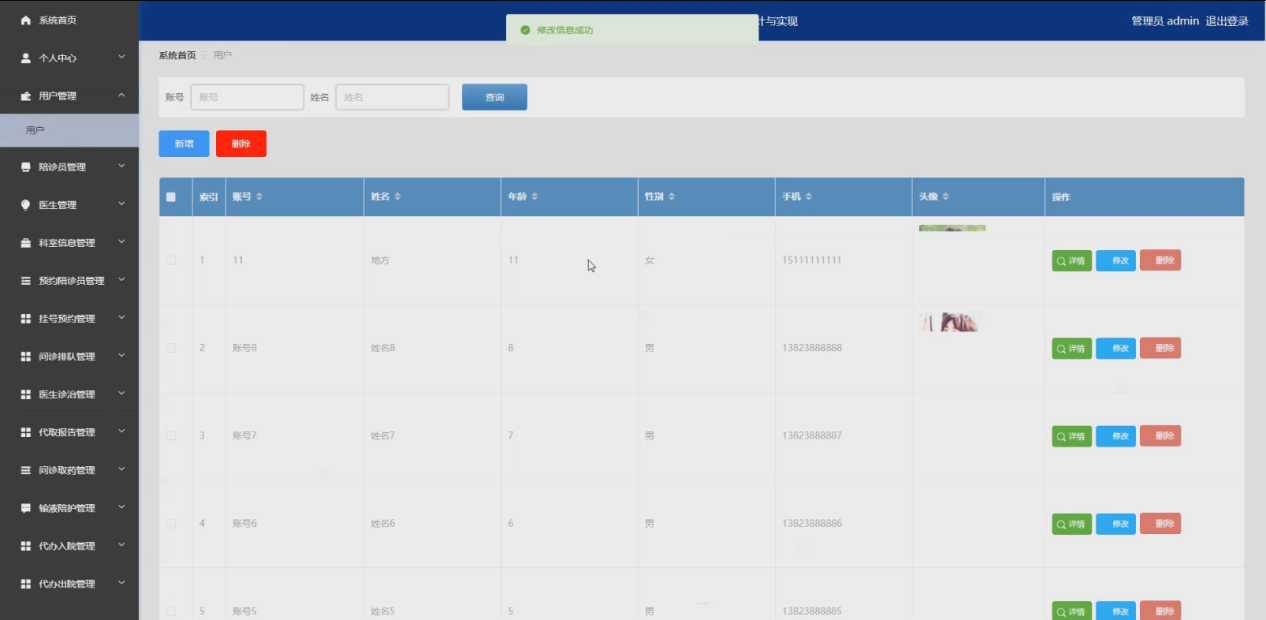 系统首页
个人中心
用户管理
用户
陪诊员管理
医生管理
科室信息管理
预约陪诊员管理
挂号预约管理
问诊排队管理
医生诊治管理
代取报告管理
问诊取药管理
输液陪护管理
代办入院管理
代办出院管理
修改信息成功
计与实现
管理员 admin 退出登录
系统首页 用户
账号 账号 姓名 姓名 查询
新增 删除
索引 账号 姓名 年龄 性别 手机 头像 操作
1 11 地方 11 女 15111111111 详情 修改 删除
2 账号8 姓名8 8 男 13823888888 详情 修改 删除
3 账号7 姓名7 7 男 13823888887 详情 修改 删除
4 账号6 姓名6 6 男 13823888886 详情 修改 删除
5 账号5 姓名5 5 男 13823888885 详情 修改 删除